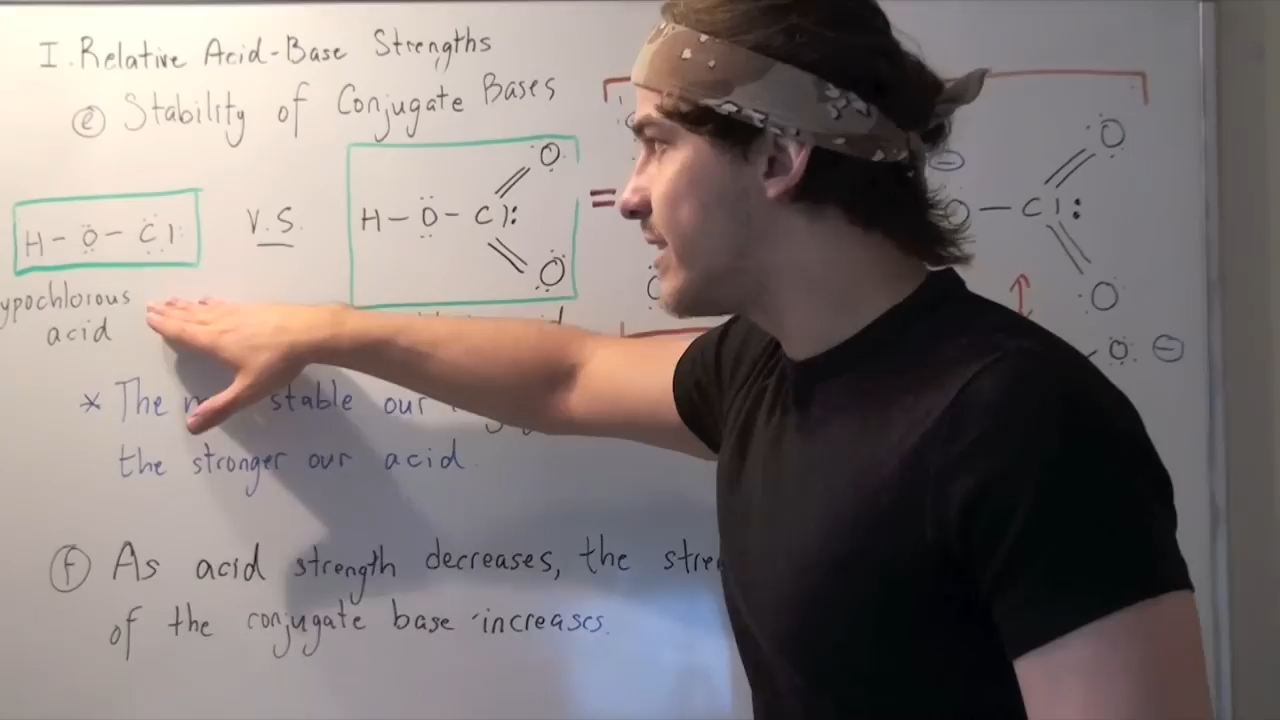 I. Relative Acid-Base Strengths
(e) Stability of Conjugate Bases
H-O-Cl: V.S. H-O-Cl: =
O
O
O-Cl:
O
O
O
ypochlorous
acid
* The stable our
the stronger our acid.
(f) As acid strength decreases, the
of the conjugate base increases.